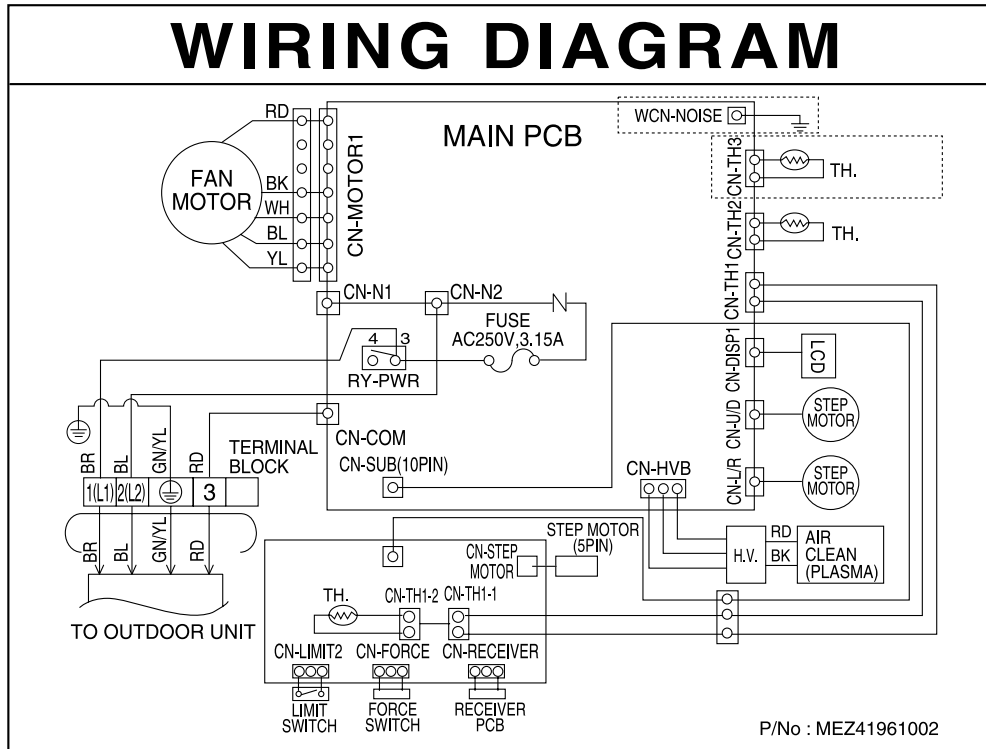 WIRING DIAGRAM
MAIN PCB
WCN-NOISE
RD
BK
WH
BL
YL
FAN
MOTOR
CN-MOTOR1
CN-TH3
TH.
CN-TH2
TH.
CN-TH1
CN-N1
CN-N2
N
FUSE
AC250V,3.15A
4 3
RY-PWR
CN-DISP1
LCD
CN-U/D
STEP
MOTOR
CN-L/R
STEP
MOTOR
CN-COM
CN-SUB(10PIN)
TERMINAL
BLOCK
BR
BL
GN/YL
RD
1(L1)
2(L2)
3
BR
BL
GN/YL
RD
TO OUTDOOR UNIT
CN-HVB
H.V.
RD
BK
AIR
CLEAN
(PLASMA)
CN-STEP
MOTOR
STEP MOTOR
(5PIN)
TH.
CN-TH1-2
CN-TH1-1
CN-LIMIT2
CN-FORCE
CN-RECEIVER
LIMIT
SWITCH
FORCE
SWITCH
RECEIVER
PCB
P/No : MEZ41961002